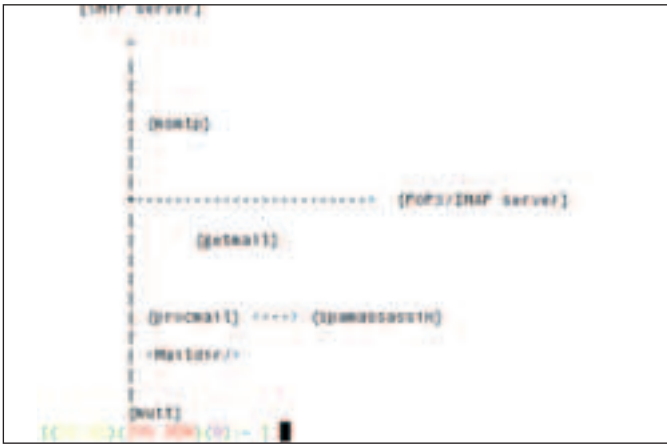 [SMTP server]
{msmtp}
[POP3/IMAP server]
{getmail}
{procmail} <----> {spamassassin}
<Maildir/>
{mutt}